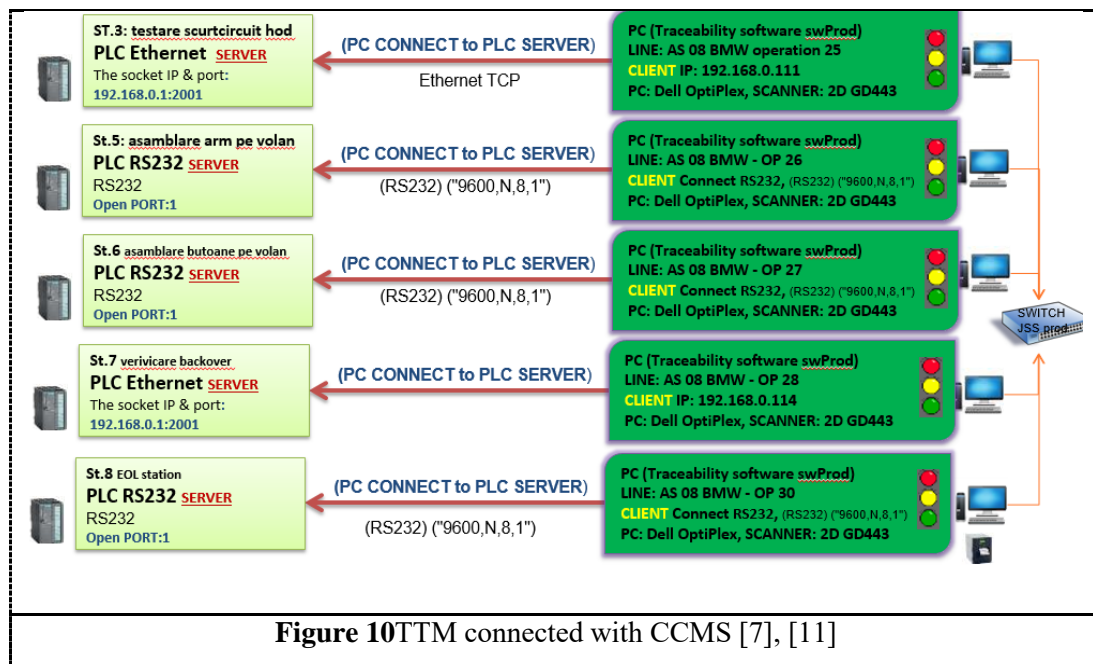 ST.3: testare scurtcircuit hod
PLC Ethernet SERVER
The socket IP & port:
192.168.0.1:2001
(PC CONNECT to PLC SERVER)
Ethernet TCP
PC (Traceability software swProd)
LINE: AS 08 BMW operation 25
CLIENT IP: 192.168.0.111
PC: Dell OptiPlex, SCANNER: 2D GD443
St.5: asamblare arm pe volan
PLC RS232 SERVER
RS232
Open PORT:1
(PC CONNECT to PLC SERVER)
(RS232) ("9600,N,8,1")
PC (Traceability software swProd)
LINE: AS 08 BMW - OP 26
CLIENT Connect RS232, (RS232) ("9600,N,8,1")
PC: Dell OptiPlex, SCANNER: 2D GD443
St.6 asamblare butoane pe volan
PLC RS232 SERVER
RS232
Open PORT:1
(PC CONNECT to PLC SERVER)
(RS232) ("9600,N,8,1")
PC (Traceability software swProd)
LINE: AS 08 BMW - OP 27
CLIENT Connect RS232, (RS232) ("9600,N,8,1")
PC: Dell OptiPlex, SCANNER: 2D GD443
SWITCH
JSS prod
St.7 verivicare backover
PLC Ethernet SERVER
The socket IP & port:
192.168.0.1:2001
(PC CONNECT to PLC SERVER)
PC (Traceability software swProd)
LINE: AS 08 BMW - OP 28
CLIENT IP: 192.168.0.114
PC: Dell OptiPlex, SCANNER: 2D GD443
St.8 EOL station
PLC RS232 SERVER
RS232
Open PORT:1
(PC CONNECT to PLC SERVER)
(RS232) ("9600,N,8,1")
PC (Traceability software swProd)
LINE: AS 08 BMW - OP 30
CLIENT Connect RS232, (RS232) ("9600,N,8,1")
PC: Dell OptiPlex, SCANNER: 2D GD443
Figure 10TTM connected with CCMS [7], [11]